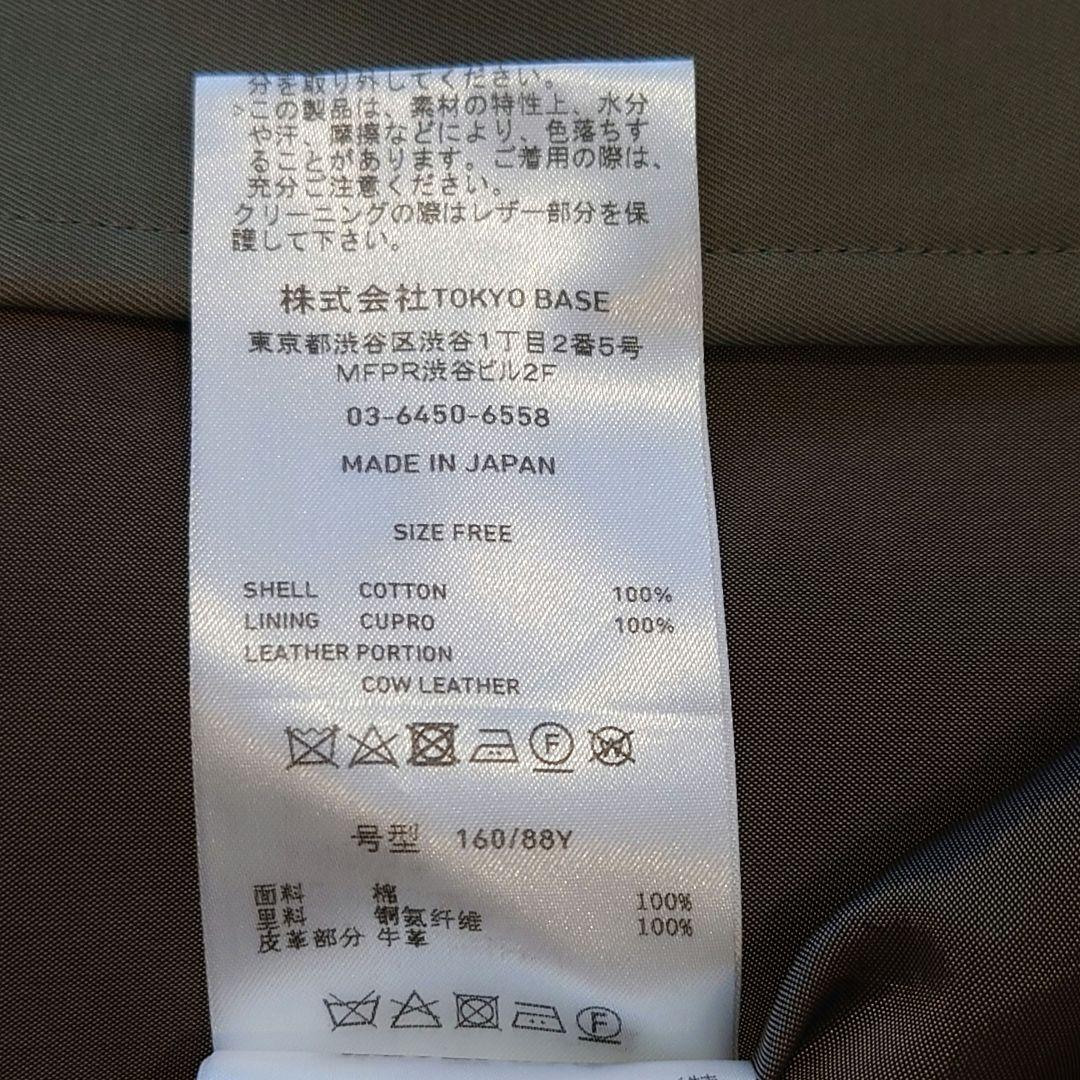 分を取り外してください。
>この製品は、素材の特性上、水分
や汗、摩擦などにより、色落ちす
ることがあります。ご着用の際は、
充分ご注意ください。
クリーニングの際はレザー部分を保
護して下さい。
株式会社TOKYO BASE
東京都渋谷区渋谷1丁目2番5号
MFPR渋谷ビル2F
03-6450-6558
MADE IN JAPAN
SIZE FREE
SHELL COTTON 100%
LINING CUPRO 100%
LEATHER PORTION
COW LEATHER
F W
号型 160/88Y
面料 棉 100%
里料 铜氨纤维 100%
皮革部分 牛革
F